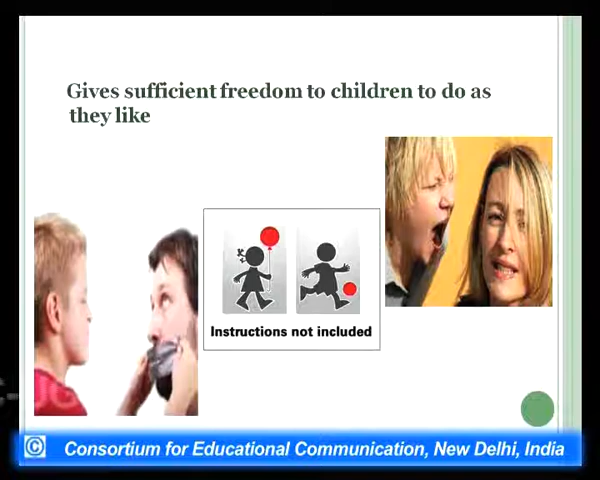 Gives sufficient freedom to children to do as
they like
Instructions not included
© Consortium for Educational Communication, New Delhi, India